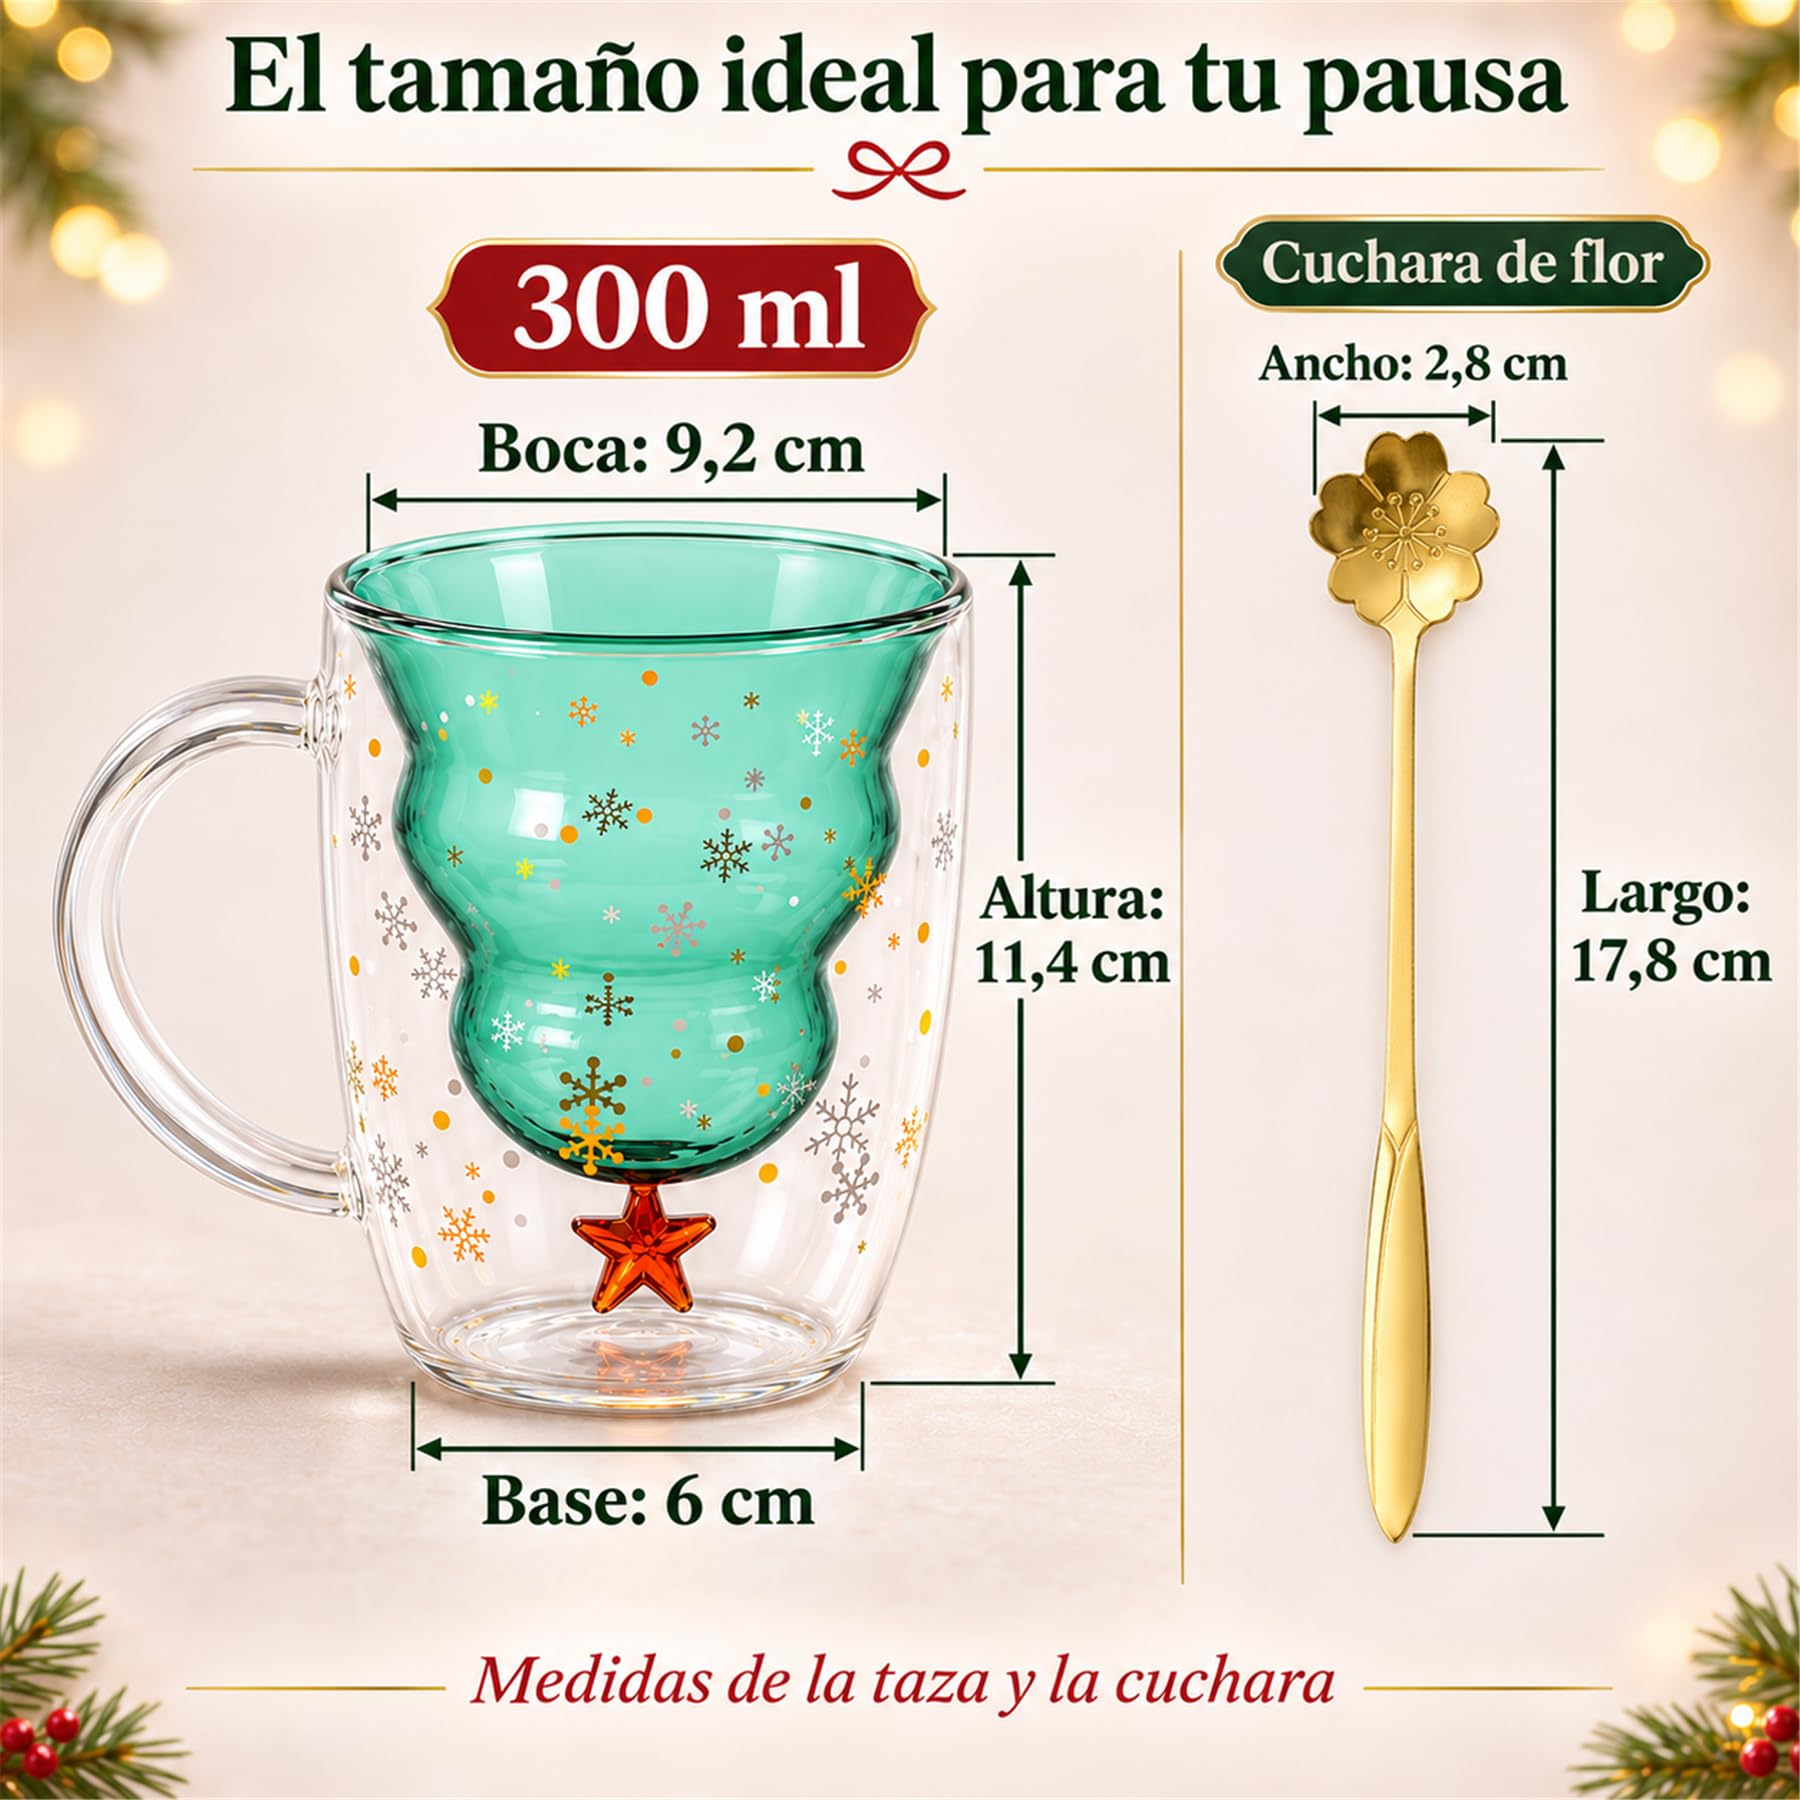 El tamaño ideal para tu pausa
300 ml
Boca: 9,2 cm
Altura:
11,4 cm
Base: 6 cm
Cuchara de flor
Ancho: 2,8 cm
Largo:
17,8 cm
Medidas de la taza y la cuchara